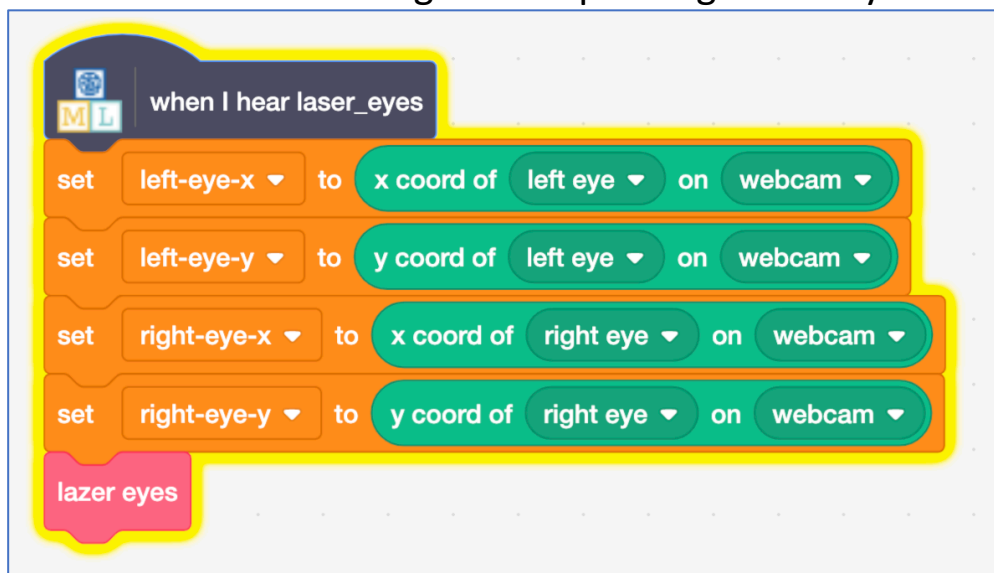 ML when I hear laser_eyes
set left-eye-x to x coord of left eye on webcam
set left-eye-y to y coord of left eye on webcam
set right-eye-x to x coord of right eye on webcam
set right-eye-y to y coord of right eye on webcam
lazer eyes